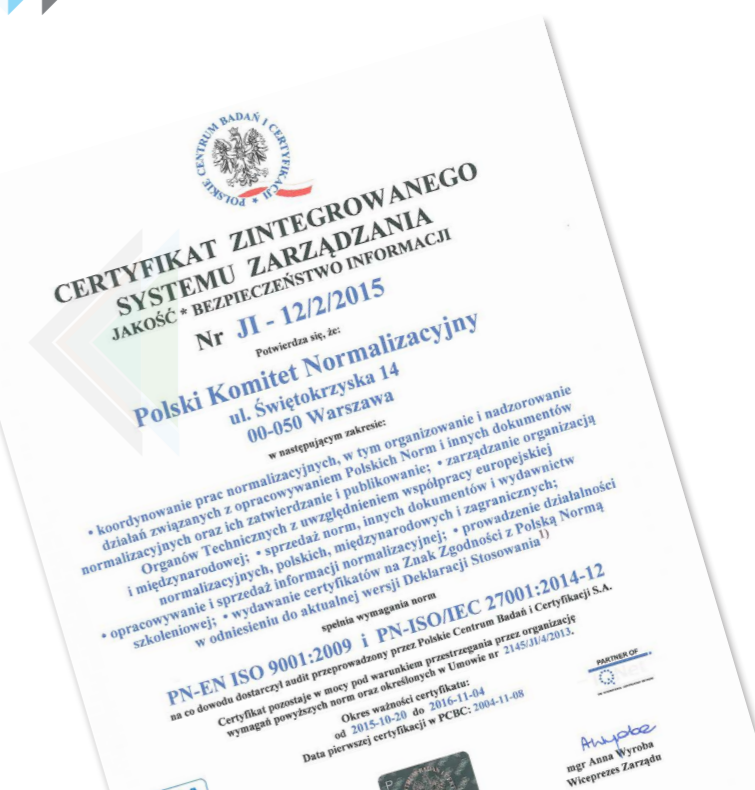 POLSKIE CENTRUM BADAŃ I CERTYFIKACJI
CERTYFIKAT ZINTEGROWANEGO
SYSTEMU ZARZĄDZANIA
JAKOŚĆ * BEZPIECZEŃSTWO INFORMACJI
Nr JI - 12/2/2015
Potwierdza się, że:
Polski Komitet Normalizacyjny
ul. Świętokrzyska 14
00-050 Warszawa
w następującym zakresie:
• koordynowanie prac normalizacyjnych, w tym organizowanie i nadzorowanie
działań związanych z opracowywaniem Polskich Norm i innych dokumentów
normalizacyjnych oraz ich zatwierdzanie i publikowanie; • zarządzanie organizacją
Organów Technicznych z uwzględnieniem współpracy europejskiej
i międzynarodowej; • sprzedaż norm, innych dokumentów i wydawnictw
normalizacyjnych, polskich, międzynarodowych i zagranicznych;
• opracowywanie i sprzedaż informacji normalizacyjnej; • prowadzenie działalności
szkoleniowej; • wydawanie certyfikatów na Znak Zgodności z Polską Normą
w odniesieniu do aktualnej wersji Deklaracji Stosowania1)
spełnia wymagania norm
PN-EN ISO 9001:2009 i PN-ISO/IEC 27001:2014-12
na co dowodu dostarczył audit przeprowadzony przez Polskie Centrum Badań i Certyfikacji S.A.
Certyfikat pozostaje w mocy pod warunkiem przestrzegania przez organizację
wymagań powyższych norm oraz określonych w Umowie nr 2145/JI/4/2013.
Okres ważności certyfikatu:
od 2015-10-20 do 2016-11-04
Data pierwszej certyfikacji w PCBC: 2004-11-08
PARTNER OF
mgr Anna Wyroba
Wiceprezes Zarządu